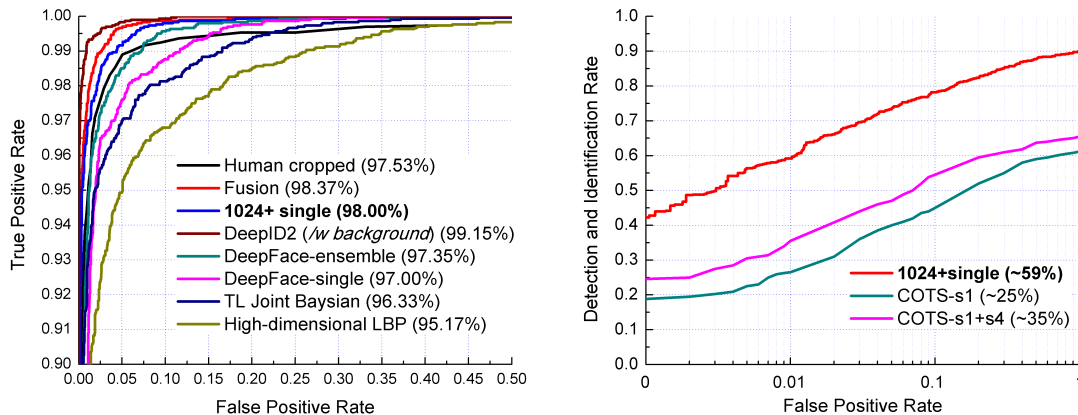 1.00
0.99
0.98
0.97
0.96
0.95
0.94
0.93
0.92
0.91
0.90
True Positive Rate
Human cropped (97.53%)
Fusion (98.37%)
1024+ single (98.00%)
DeepID2 (/w background) (99.15%)
DeepFace-ensemble (97.35%)
DeepFace-single (97.00%)
TL Joint Baysian (96.33%)
High-dimensional LBP (95.17%)
0.00 0.05 0.10 0.15 0.20 0.25 0.30 0.35 0.40 0.45 0.50
False Positive Rate
1.0
0.9
0.8
0.7
0.6
0.5
0.4
0.3
0.2
0.1
0.0
Detection and Identification Rate
1024+single (~59%)
COTS-s1 (~25%)
COTS-s1+s4 (~35%)
0 0.01 0.1 1
False Positive Rate